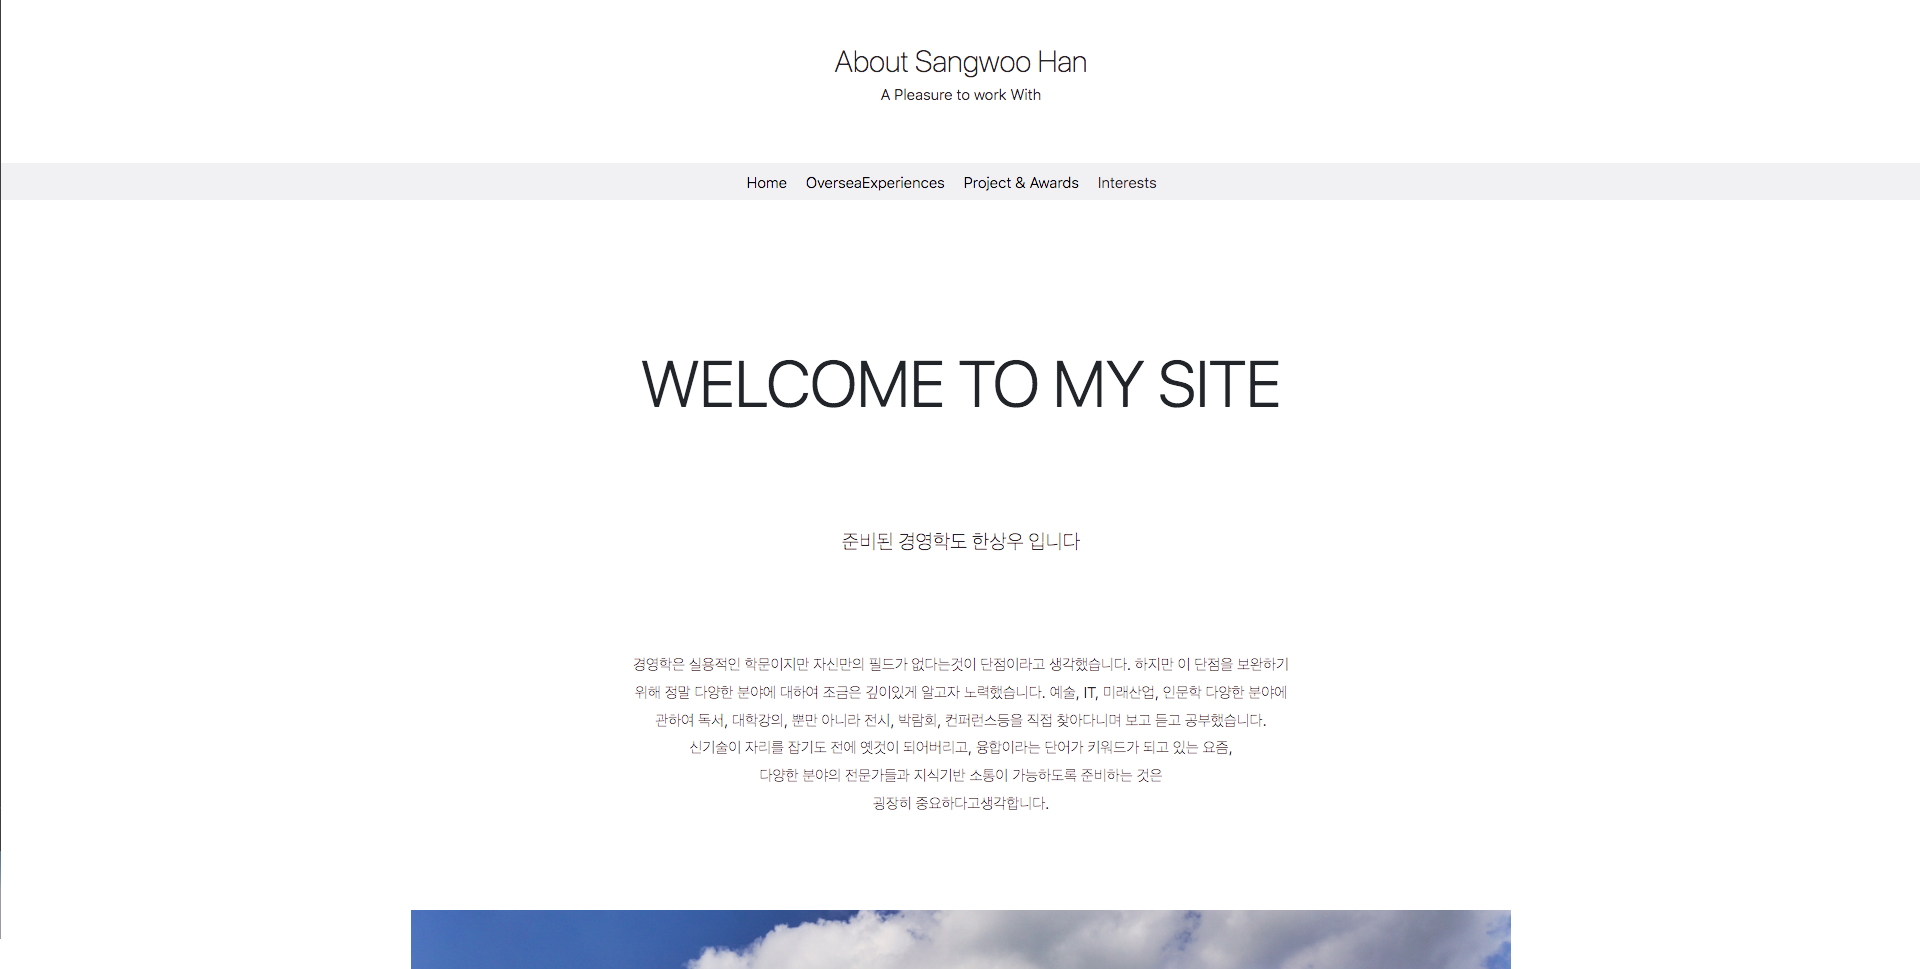 About Sangwoo Han
A Pleasure to work With
Home OverseaExperiences Project & Awards Interests
WELCOME TO MY SITE
준비된 경영학도 한상우 입니다
경영학은 실용적인 학문이지만 자신만의 필드가 없다는것이 단점이라고 생각했습니다. 하지만 이 단점을 보완하기
위해 정말 다양한 분야에 대하여 조금은 깊이있게 알고자 노력했습니다. 예술, IT, 미래산업, 인문학 다양한 분야에
관하여 독서, 대학강의, 뿐만 아니라 전시, 박람회, 컨퍼런스등을 직접 찾아다니며 보고 듣고 공부했습니다.
신기술이 자리를 잡기도 전에 옛것이 되어버리고, 융합이라는 단어가 키워드가 되고 있는 요즘,
다양한 분야의 전문가들과 지식기반 소통이 가능하도록 준비하는 것은
굉장히 중요하다고생각합니다.